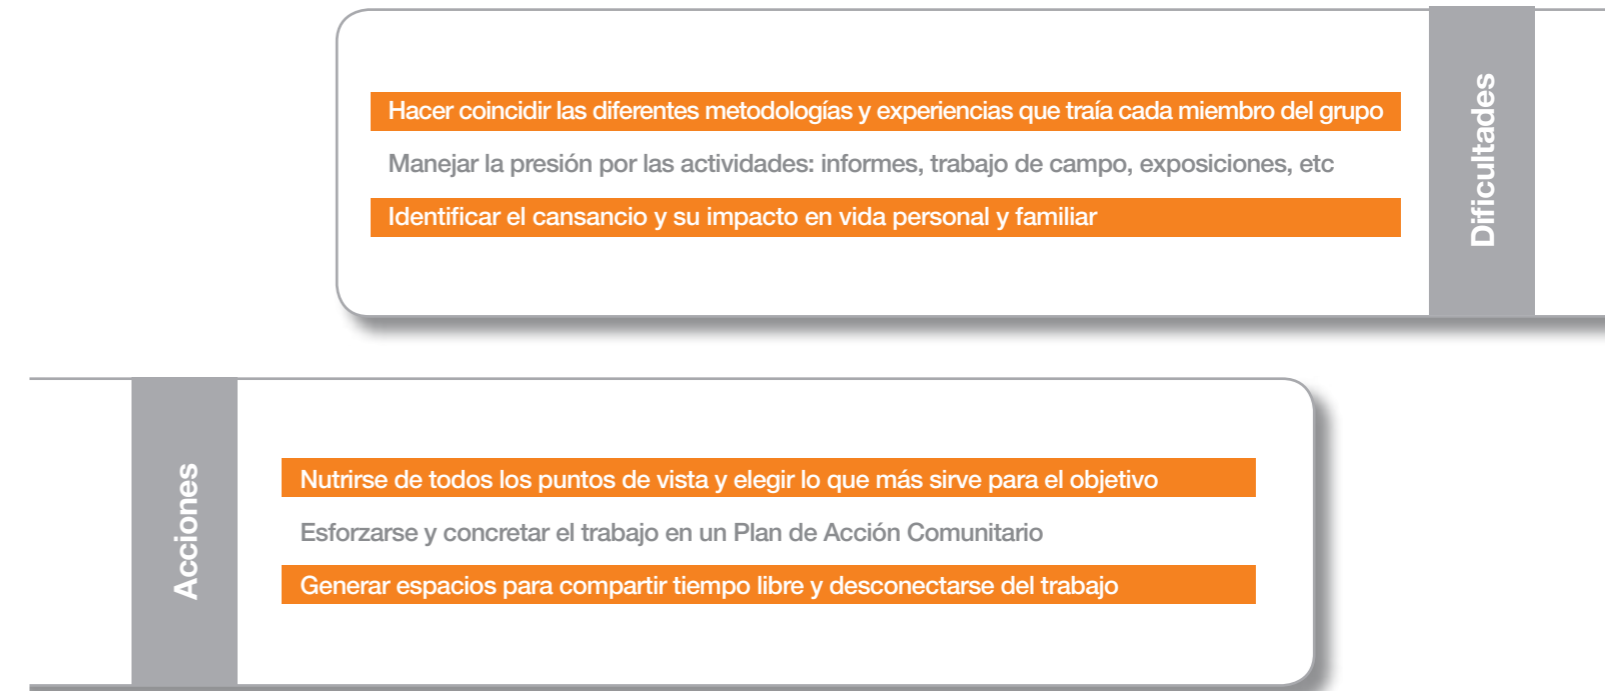 Hacer coincidir las diferentes metodologías y experiencias que traía cada miembro del grupo
Manejar la presión por las actividades: informes, trabajo de campo, exposiciones, etc
Identificar el cansancio y su impacto en vida personal y familiar
Dificultades
Acciones
Nutrirse de todos los puntos de vista y elegir lo que más sirve para el objetivo
Esforzarse y concretar el trabajo en un Plan de Acción Comunitario
Generar espacios para compartir tiempo libre y desconectarse del trabajo